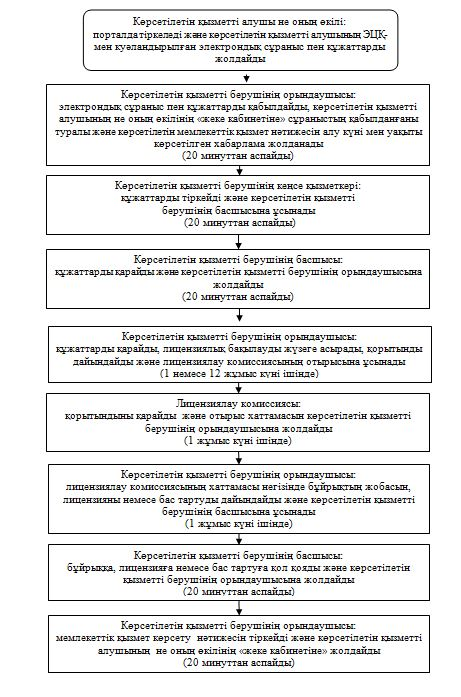 Көрсетілетін қызметті алушы не оның өкілі:
порталда тіркеледі және көрсетілетін қызметті алушының ЭЦҚ-
мен куәландырылған электрондық сұраныс пен құжаттарды
жолдайды
Көрсетілетін қызметті берушінің орындаушысы:
электрондық сұраныс пен құжаттарды қабылдайды, көрсетілетін қызметті
алушының не оның өкілінің «жеке кабинетіне» сұраныстың қабылданғаны
туралы және көрсетілетін мемлекеттік қызмет нәтижесін алу күні мен уақыты
көрсетілген хабарлама жолданады
(20 минуттан аспайды)
Көрсетілетін қызметті берушінің кеңсе қызметкері:
құжаттарды тіркейді және көрсетілетін қызметті
берушінің басшысына ұсынады
(20 минуттан аспайды)
Көрсетілетін қызметті берушінің басшысы:
құжаттарды қарайды және көрсетілетін қызметті берушінің орындаушысына
жолдайды
(20 минуттан аспайды)
Көрсетілетін қызметті берушінің орындаушысы:
құжаттарды қарайды, лицензиялық бақылауды жүзеге асырады, қорытынды
дайындайды және лицензиялау комиссиясының отырысына ұсынады
(1 немесе 12 жұмыс күні ішінде)
Лицензиялау комиссиясы:
қорытындыны қарайды және отырыс хаттамасын көрсетілетін қызметті
берушінің орындаушысына жолдайды
(1 жұмыс күні ішінде)
Көрсетілетін қызметті берушінің орындаушысы:
лицензиялау комиссиясының хаттамасы негізінде бұйрықтың жобасын,
лицензияны немесе бас тартуды дайындайды және көрсетілетін қызметті
берушінің басшысына ұсынады
(1 жұмыс күні ішінде)
Көрсетілетін қызметті берушінің басшысы:
бұйрыққа, лицензияға немесе бас тартуға қол қояды және көрсетілетін
қызметті берушінің орындаушысына жолдайды
(20 минуттан аспайды)
Көрсетілетін қызметті берушінің орындаушысы:
мемлекеттік қызмет көрсету нәтижесін тіркейді және көрсетілетін қызметті
алушының не оның өкілінің «жеке кабинетіне» жолдайды
(20 минуттан аспайды)